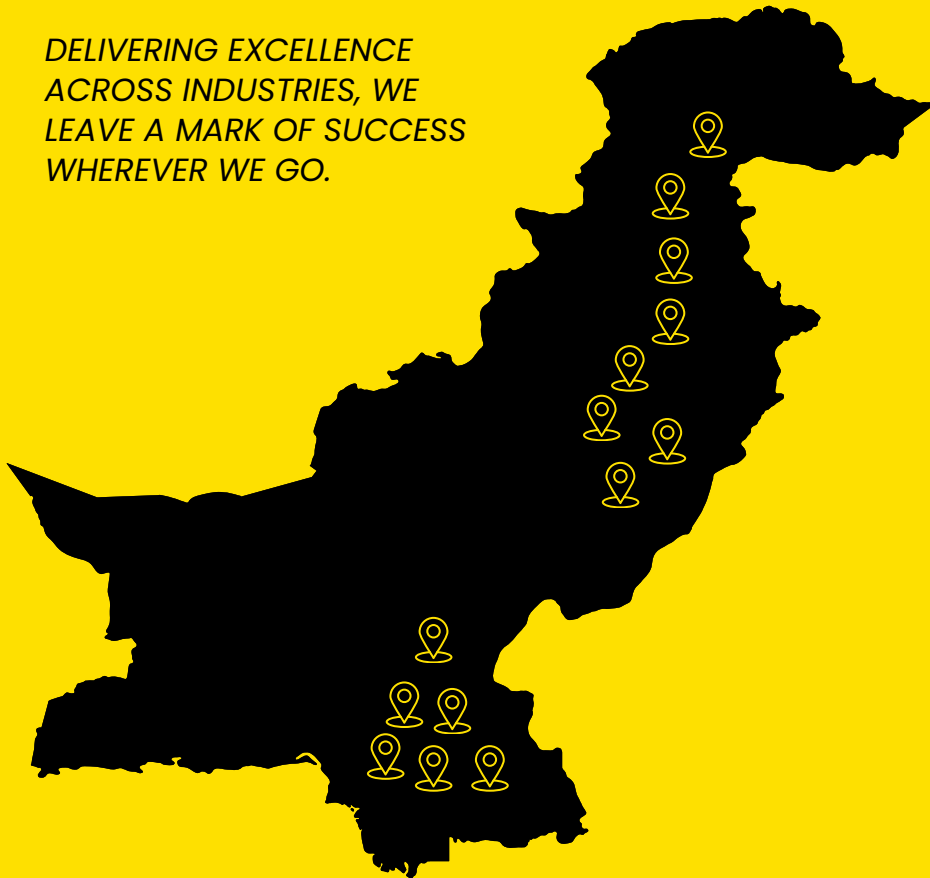 DELIVERING EXCELLENCE
ACROSS INDUSTRIES, WE
LEAVE A MARK OF SUCCESS
WHEREVER WE GO.